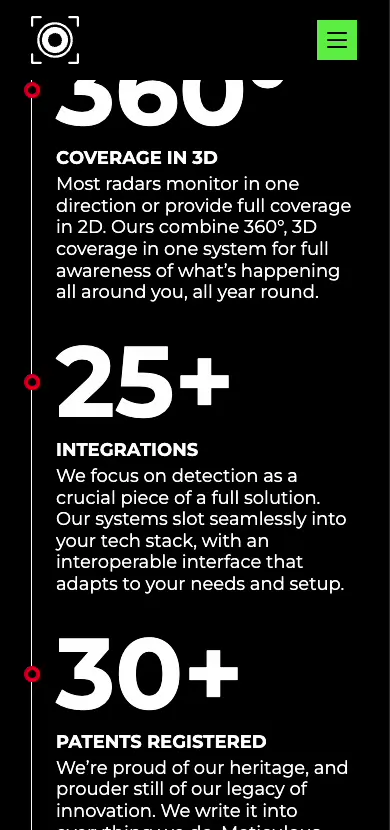 360°
COVERAGE IN 3D
Most radars monitor in one
direction or provide full coverage
in 2D. Ours combine 360°, 3D
coverage in one system for full
awareness of what’s happening
all around you, all year round.
25+
INTEGRATIONS
We focus on detection as a
crucial piece of a full solution.
Our systems slot seamlessly into
your tech stack, with an
interoperable interface that
adapts to your needs and setup.
30+
PATENTS REGISTERED
We’re proud of our heritage, and
prouder still of our legacy of
innovation. We write it into
everything we do. Meticulous